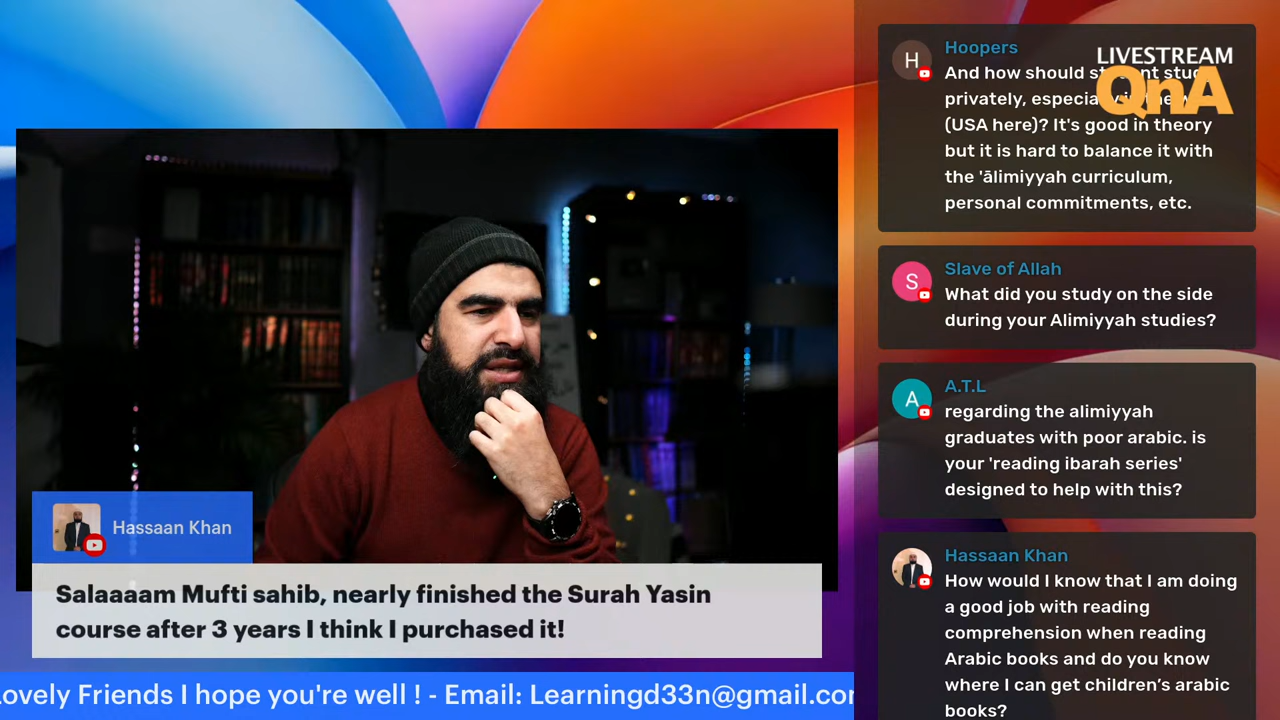 Hassaan Khan
Salaaaam Mufti sahib, nearly finished the Surah Yasin
course after 3 years I think I purchased it!
ovely Friends I hope you're well ! - Email: Learningd33n@gmail.co
LIVESTREAM
QnA
H
Hoopers
And how should
privately,
(USA here)? It's good in theory
but it is hard to balance it with
the 'ālimiyyah curriculum,
personal commitments, etc.
S
Slave of Allah
What did you study on the side
during your Alimiyyah studies?
A
A.T.L
regarding the alimiyyah
graduates with poor arabic. is
your 'reading ibarah series'
designed to help with this?
Hassaan Khan
How would I know that I am doing
a good job with reading
comprehension when reading
Arabic books and do you know
where I can get children’s arabic
books?